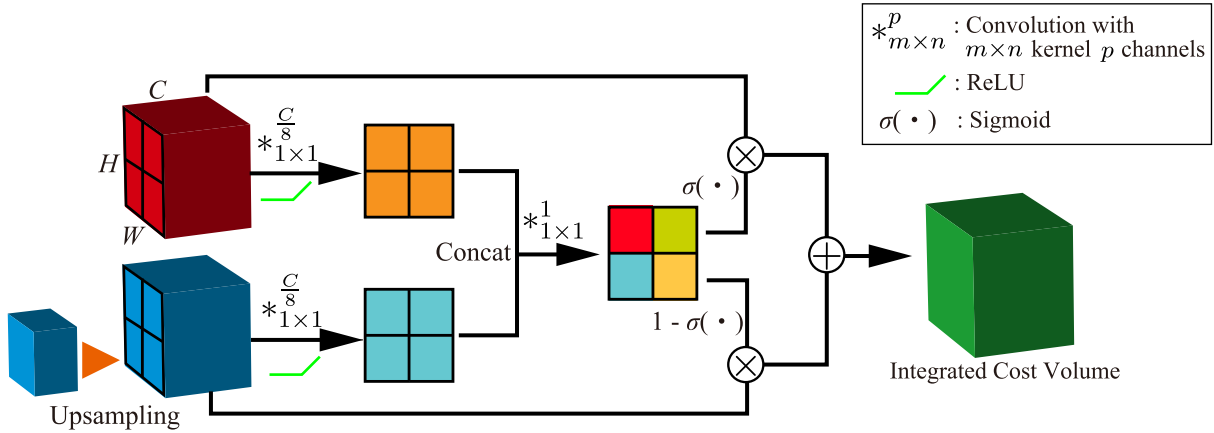 *^p_{m×n} : Convolution with
m×n kernel p channels
: ReLU
σ(·) : Sigmoid
C
H
W
*^{C/8}_{1×1}
σ(·)
*^1_{1×1}
Concat
*^{C/8}_{1×1}
1 - σ(·)
Integrated Cost Volume
Upsampling